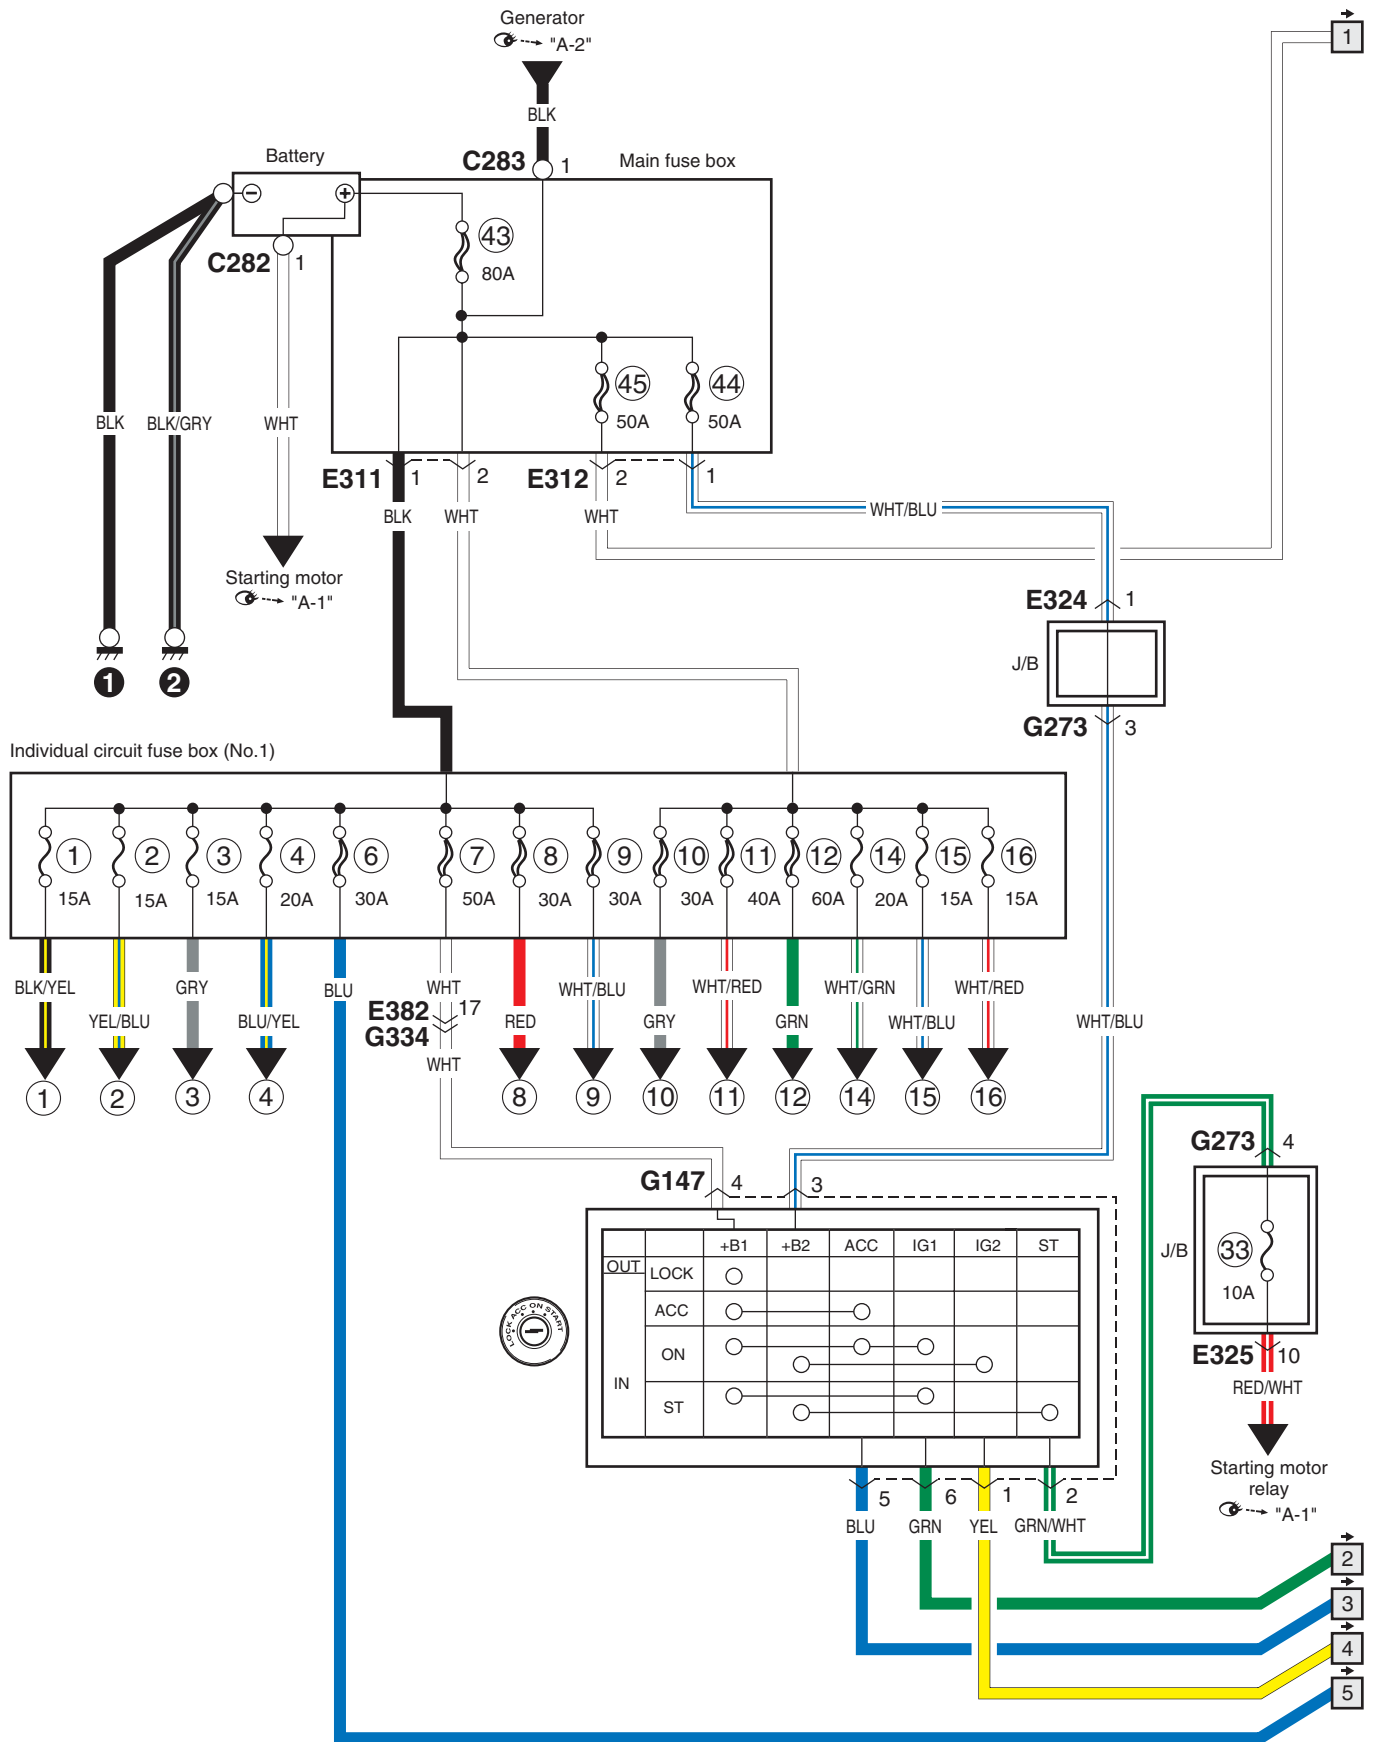 Generator
"A-2"
1
BLK
Battery
C283 1
Main fuse box
− +
43
80A
C282 1
45
50A
44
50A
BLK
BLK/GRY
WHT
E311 1 2
E312 2 1
BLK
WHT
WHT
WHT/BLU
Starting motor
"A-1"
E324 1
J/B
G273 3
1
2
Individual circuit fuse box (No.1)
1 2 3 4 6 7 8 9 10 11 12 14 15 16
15A 15A 15A 20A 30A 50A 30A 30A 30A 40A 60A 20A 15A 15A
BLK/YEL
YEL/BLU
GRY
BLU/YEL
BLU
WHT
E382 17
G334
WHT
RED
WHT/BLU
GRY
WHT/RED
GRN
WHT/GRN
WHT/BLU
WHT/RED
WHT/BLU
1 2 3 4 8 9 10 11 12 14 15 16
G273 4
G147 4 3
J/B
33
10A
E325 10
RED/WHT
Starting motor
relay
"A-1"
LOCK ACC ON START
+B1 +B2 ACC IG1 IG2 ST
OUT
LOCK
ACC
ON
IN
ST
5 6 1 2
BLU
GRN
YEL
GRN/WHT
2
3
4
5